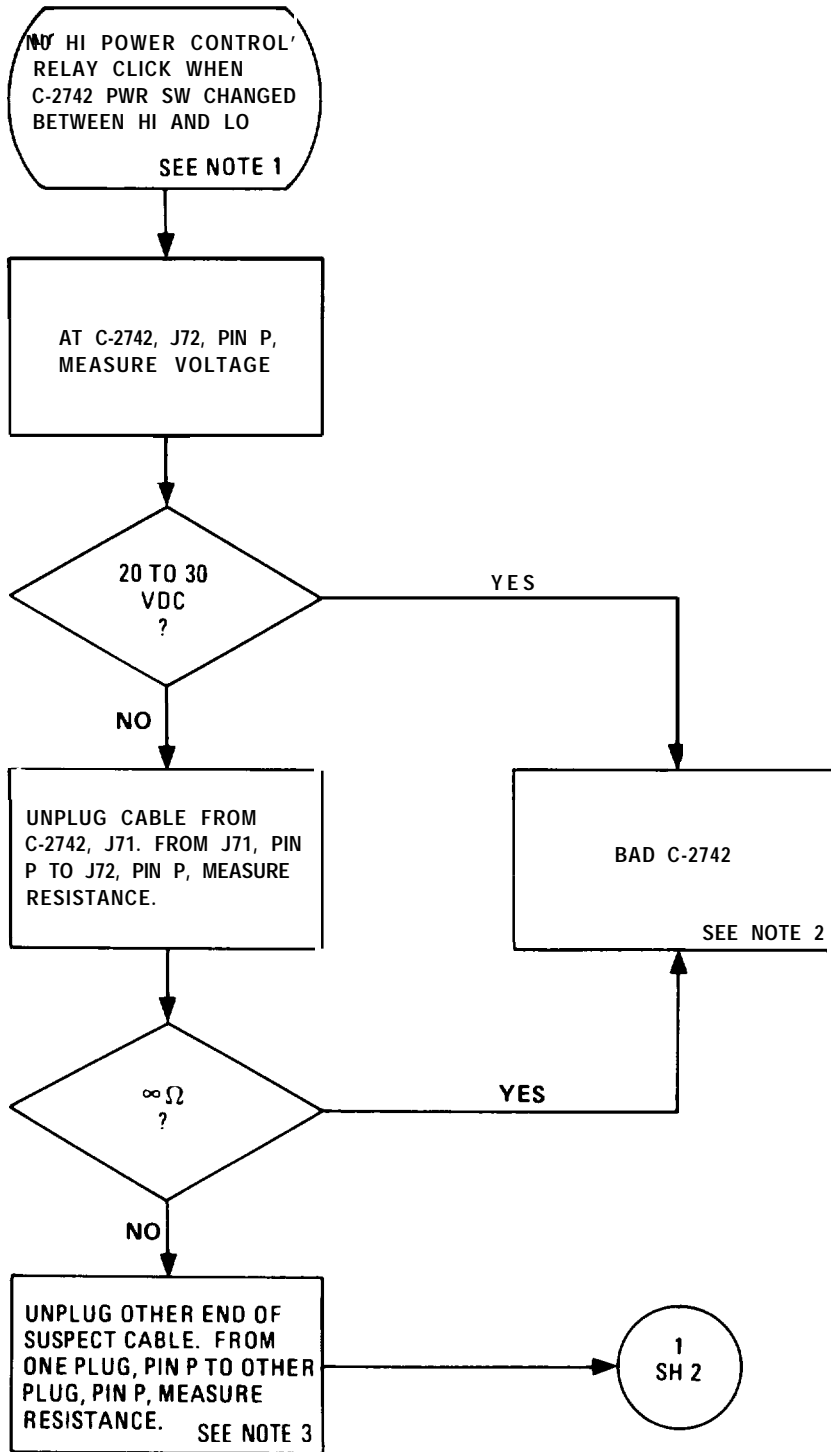 NO HI POWER CONTROL
RELAY CLICK WHEN
C-2742 PWR SW CHANGED
BETWEEN HI AND LO
SEE NOTE 1
AT C-2742, J72, PIN P,
MEASURE VOLTAGE
20 TO 30
VDC
?
YES
NO
UNPLUG CABLE FROM
C-2742, J71. FROM J71, PIN
P TO J72, PIN P, MEASURE
RESISTANCE.
BAD C-2742
SEE NOTE 2
∞ Ω
?
YES
NO
UNPLUG OTHER END OF
SUSPECT CABLE. FROM
ONE PLUG, PIN P TO OTHER
PLUG, PIN P, MEASURE
RESISTANCE.
SEE NOTE 3
1
SH 2